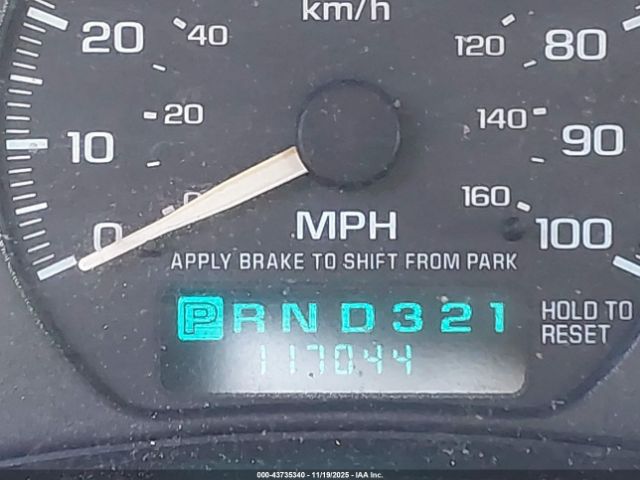 km/h
20 40 120 80
20 140
10 90
0 160
0 MPH 100
APPLY BRAKE TO SHIFT FROM PARK
PRND321 HOLD TO
117044 RESET
000-43735340 - 11/19/2025 - IAA Inc.